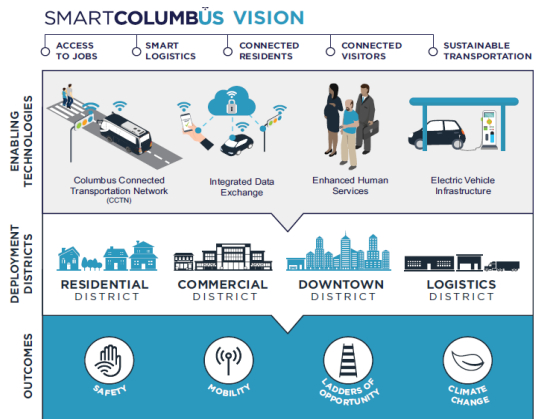 SMARTCOLUMBUS VISION
ACCESS
TO JOBS
SMART
LOGISTICS
CONNECTED
RESIDENTS
CONNECTED
VISITORS
SUSTAINABLE
TRANSPORTATION
ENABLING
TECHNOLOGIES
Columbus Connected
Transportation Network
(CCTN)
Integrated Data
Exchange
Enhanced Human
Services
Electric Vehicle
Infrastructure
DEPLOYMENT
DISTRICTS
RESIDENTIAL
DISTRICT
COMMERCIAL
DISTRICT
DOWNTOWN
DISTRICT
LOGISTICS
DISTRICT
OUTCOMES
SAFETY
MOBILITY
LADDERS OF
OPPORTUNITY
CLIMATE
CHANGE